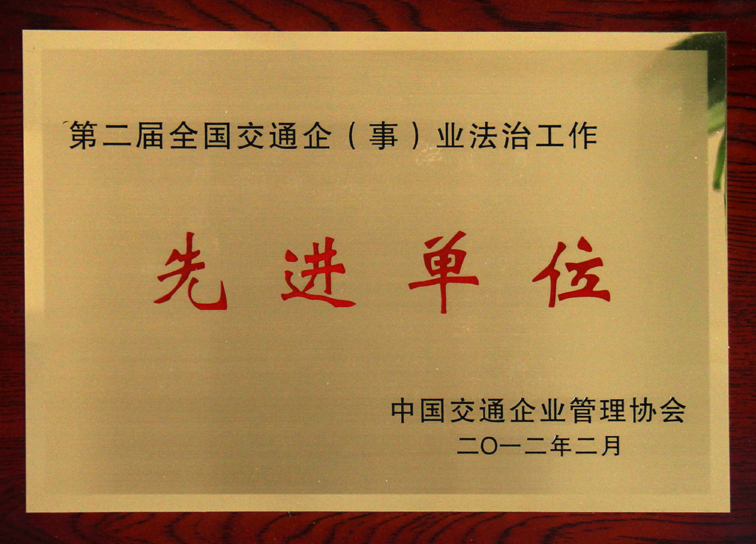 第二届全国交通企（事）业法治工作
先进单位
中国交通企业管理协会
二〇一二年二月